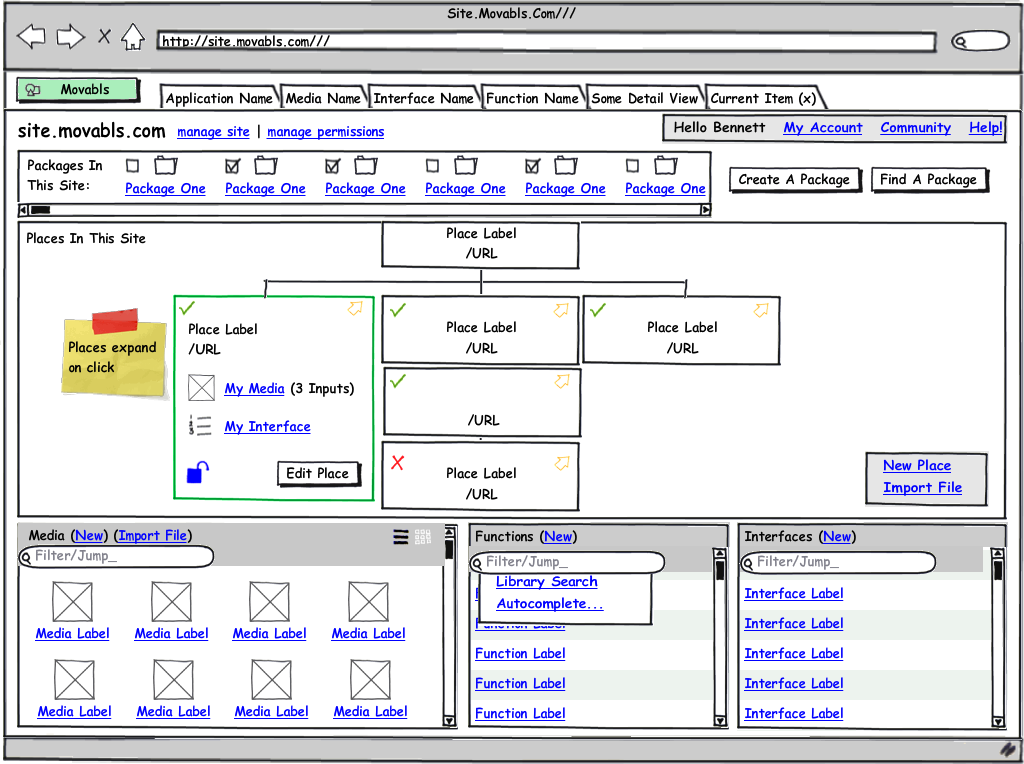 Site.Movabls.Com///
http://site.movabls.com///
Movabls
Application Name
Media Name
Interface Name
Function Name
Some Detail View
Current Item (x)
site.movabls.com manage site | manage permissions
Hello Bennett My Account Community Help!
Packages In
This Site:
Package One
Package One
Package One
Package One
Package One
Package One
Create A Package
Find A Package
Places In This Site
Place Label
/URL
Places expand
on click
Place Label
/URL
My Media (3 Inputs)
My Interface
Edit Place
Place Label
/URL
Place Label
/URL
/URL
Place Label
/URL
New Place
Import File
Media (New) (Import File)
Filter/Jump_
Media Label
Media Label
Media Label
Media Label
Media Label
Media Label
Media Label
Media Label
Functions (New)
Filter/Jump_
Library Search
Autocomplete...
Function Label
Function Label
Function Label
Function Label
Interfaces (New)
Filter/Jump_
Interface Label
Interface Label
Interface Label
Interface Label
Interface Label